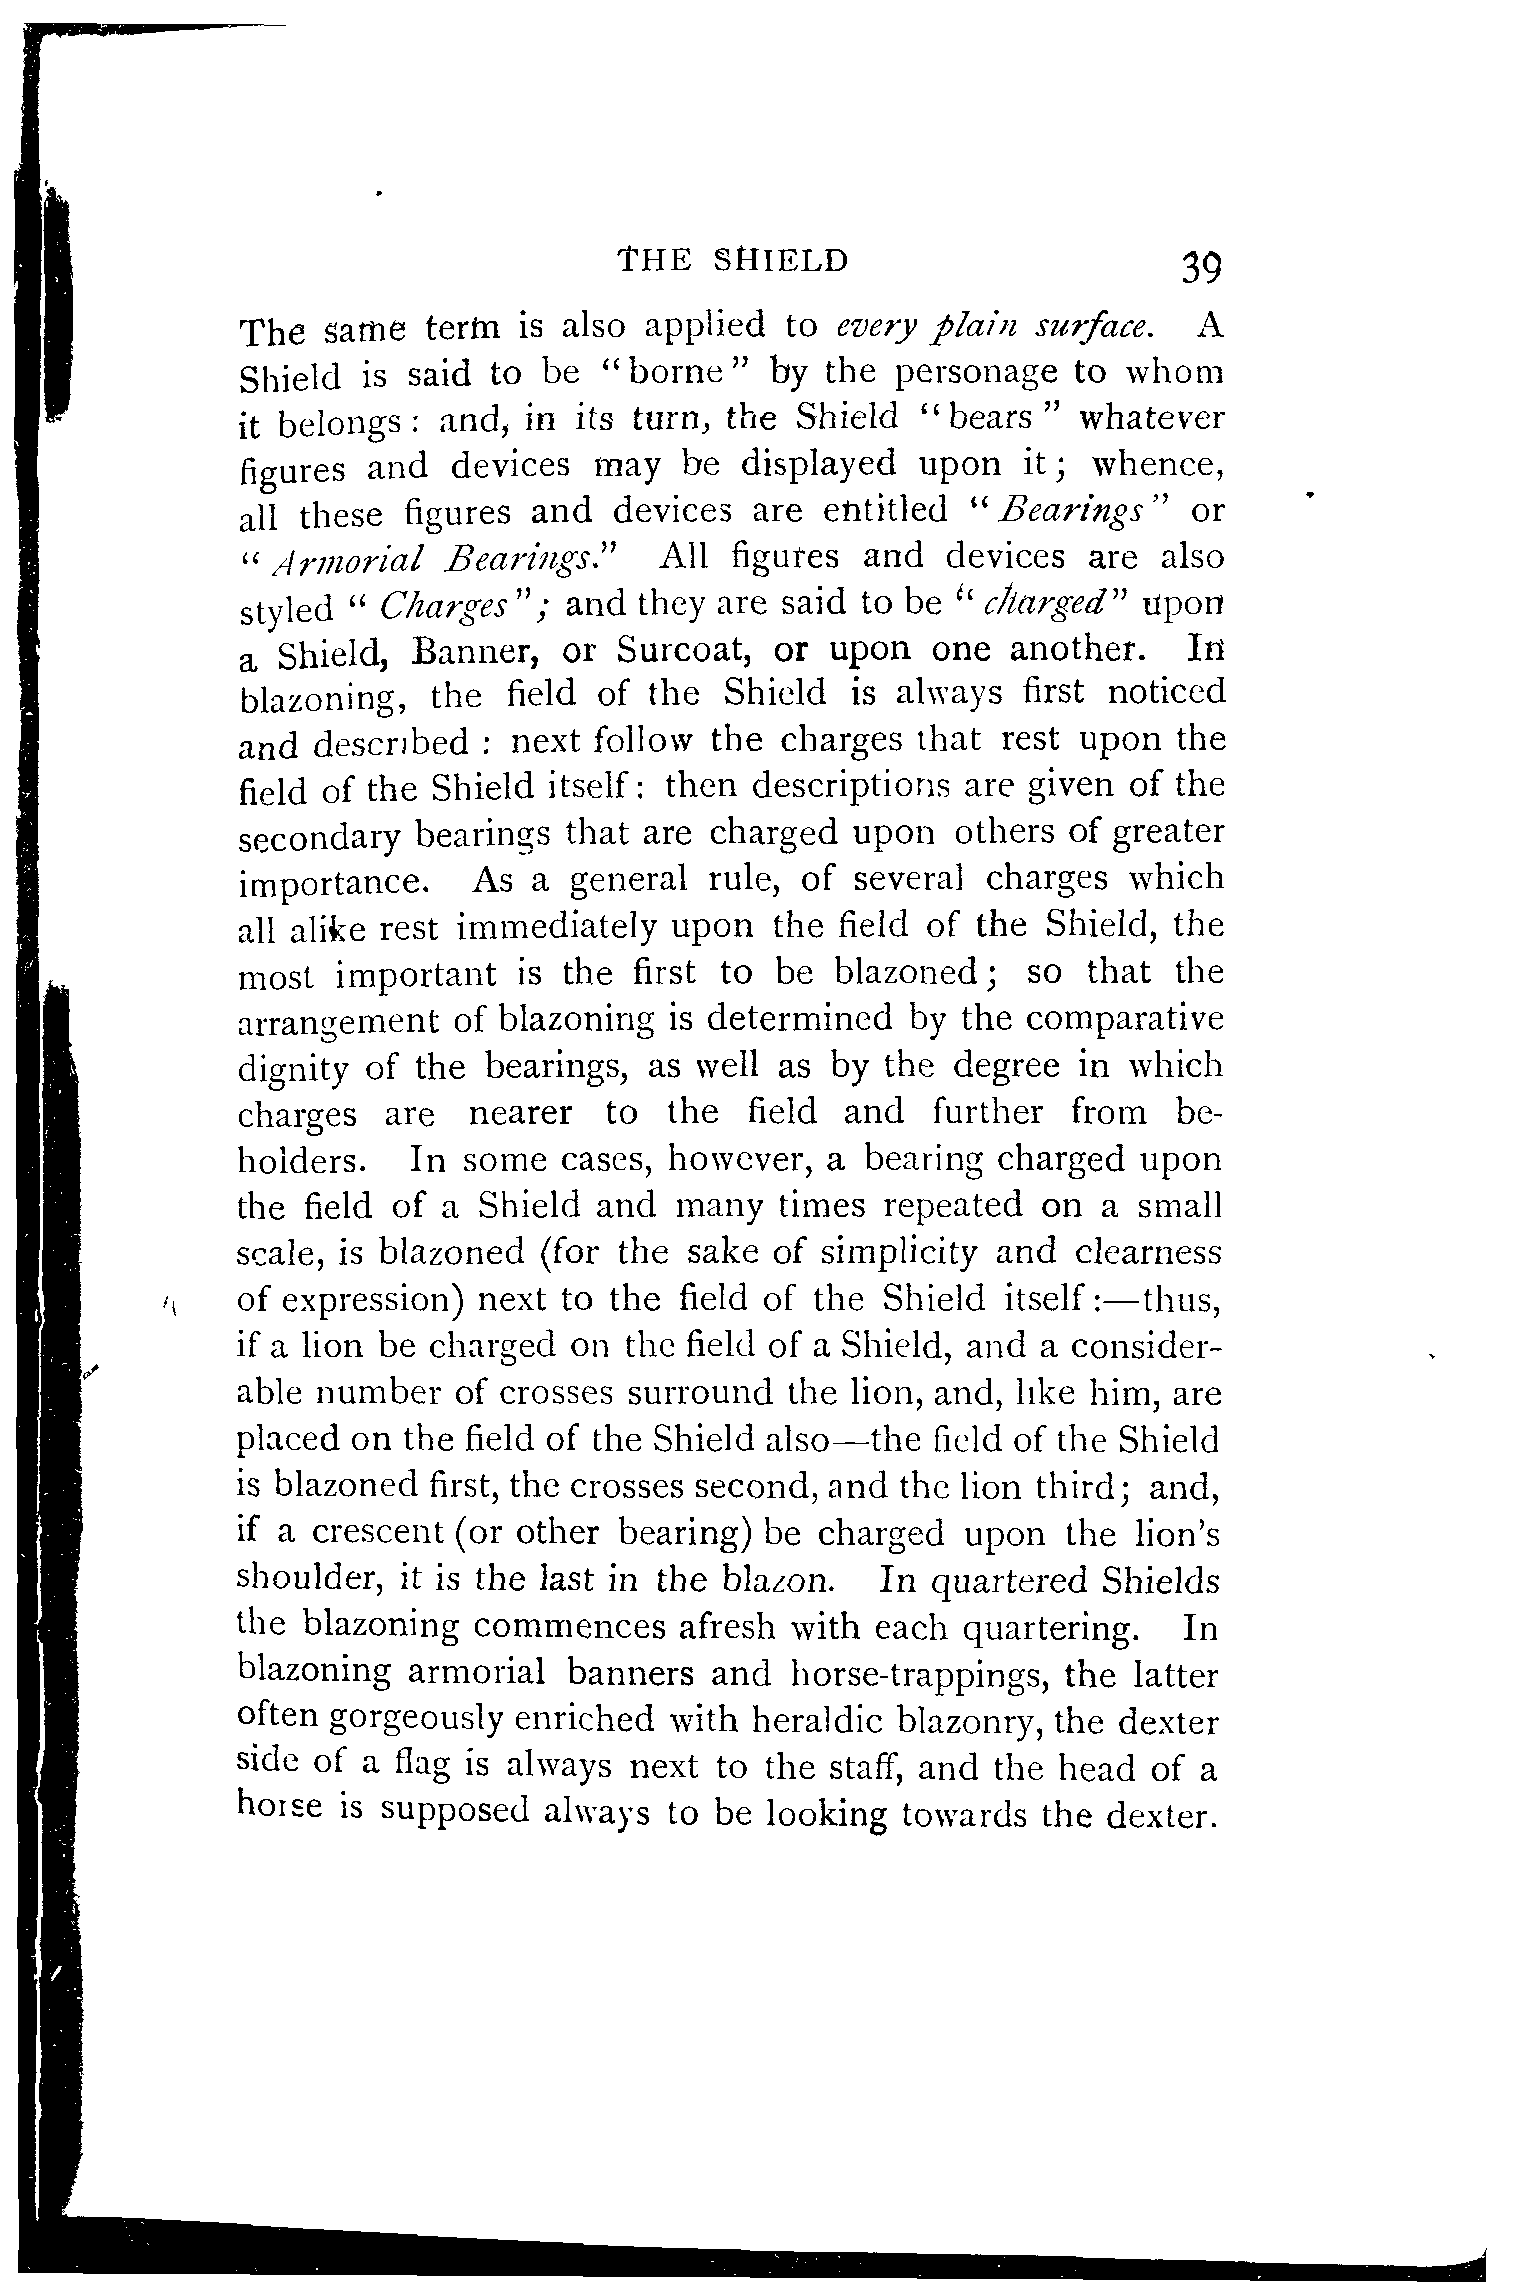 THE SHIELD 39
The same term is also applied to every plain surface. A
Shield is said to be "borne" by the personage to whom
it belongs: and, in its turn, the Shield "bears" whatever
figures and devices may be displayed upon it; whence,
all these figures and devices are entitled "Bearings" or
"Armorial Bearings." All figures and devices are also
styled "Charges"; and they are said to be "charged" upon
a Shield, Banner, or Surcoat, or upon one another. In
blazoning, the field of the Shield is always first noticed
and described: next follow the charges that rest upon the
field of the Shield itself: then descriptions are given of the
secondary bearings that are charged upon others of greater
importance. As a general rule, of several charges which
all alike rest immediately upon the field of the Shield, the
most important is the first to be blazoned; so that the
arrangement of blazoning is determined by the comparative
dignity of the bearings, as well as by the degree in which
charges are nearer to the field and further from be-
holders. In some cases, however, a bearing charged upon
the field of a Shield and many times repeated on a small
scale, is blazoned (for the sake of simplicity and clearness
of expression) next to the field of the Shield itself:—thus,
if a lion be charged on the field of a Shield, and a consider-
able number of crosses surround the lion, and, like him, are
placed on the field of the Shield also—the field of the Shield
is blazoned first, the crosses second, and the lion third; and,
if a crescent (or other bearing) be charged upon the lion's
shoulder, it is the last in the blazon. In quartered Shields
the blazoning commences afresh with each quartering. In
blazoning armorial banners and horse-trappings, the latter
often gorgeously enriched with heraldic blazonry, the dexter
side of a flag is always next to the staff, and the head of a
horse is supposed always to be looking towards the dexter.